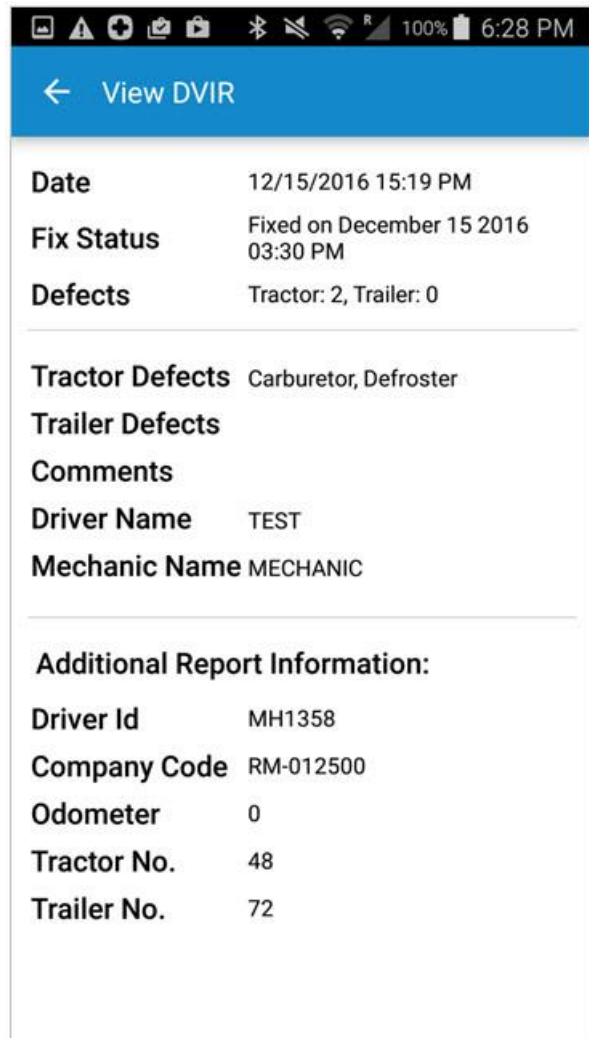 R 100% 6:28 PM
View DVIR
Date 12/15/2016 15:19 PM
Fix Status Fixed on December 15 2016
03:30 PM
Defects Tractor: 2, Trailer: 0
Tractor Defects Carburetor, Defroster
Trailer Defects
Comments
Driver Name TEST
Mechanic Name MECHANIC
Additional Report Information:
Driver Id MH1358
Company Code RM-012500
Odometer 0
Tractor No. 48
Trailer No. 72